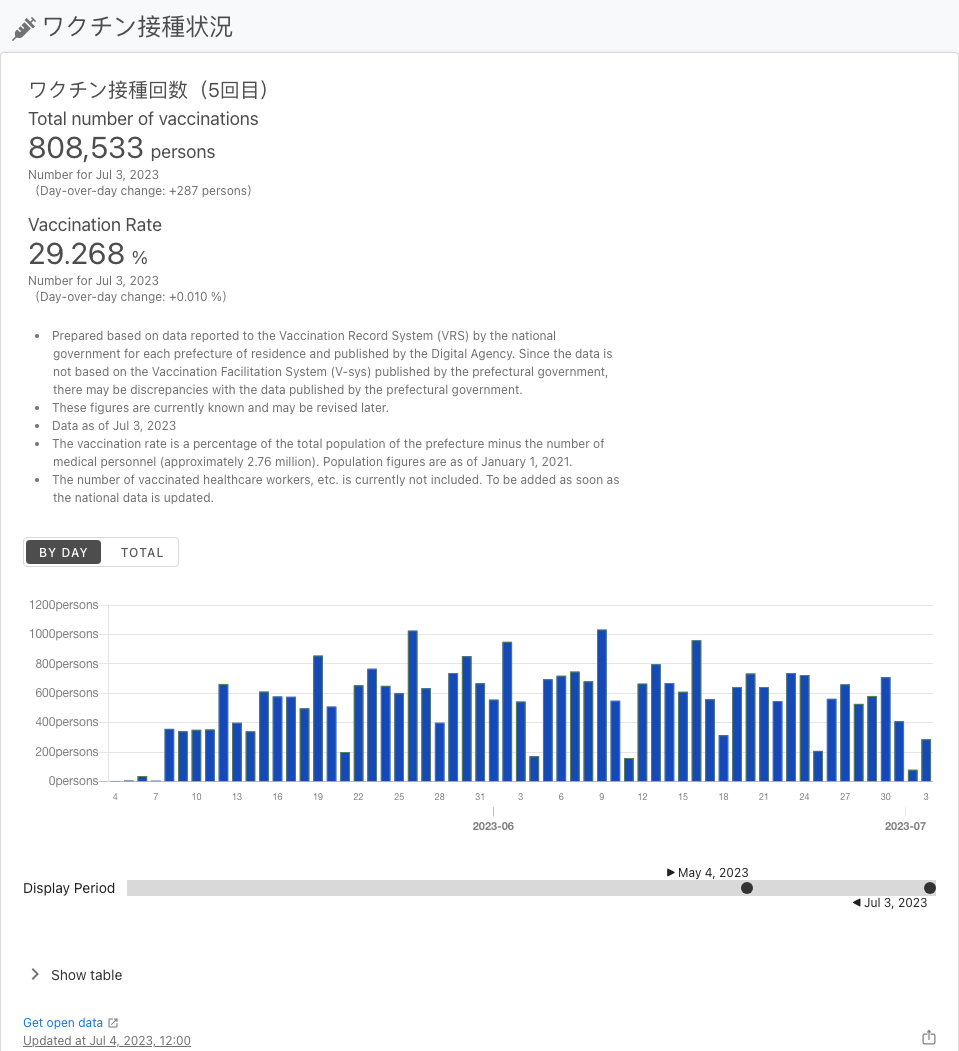 ワクチン接種状況
ワクチン接種回数（5回目）
Total number of vaccinations
808,533 persons
Number for Jul 3, 2023
（Day-over-day change: +287 persons）
Vaccination Rate
29.268 %
Number for Jul 3, 2023
（Day-over-day change: +0.010 %）
• Prepared based on data reported to the Vaccination Record System (VRS) by the national
government for each prefecture of residence and published by the Digital Agency. Since the data is
not based on the Vaccination Facilitation System (V-sys) published by the prefectural government,
there may be discrepancies with the data published by the prefectural government.
• These figures are currently known and may be revised later.
• Data as of Jul 3, 2023
• The vaccination rate is a percentage of the total population of the prefecture minus the number of
medical personnel (approximately 2.76 million). Population figures are as of January 1, 2021.
• The number of vaccinated healthcare workers, etc. is currently not included. To be added as soon as
the national data is updated.
BY DAY TOTAL
1200persons
1000persons
800persons
600persons
400persons
200persons
0persons
4 7 10 13 16 19 22 25 28 31 3 6 9 12 15 18 21 24 27 30 3
2023-06 2023-07
▶ May 4, 2023
Display Period
◀ Jul 3, 2023
Show table
Get open data
Updated at Jul 4, 2023, 12:00